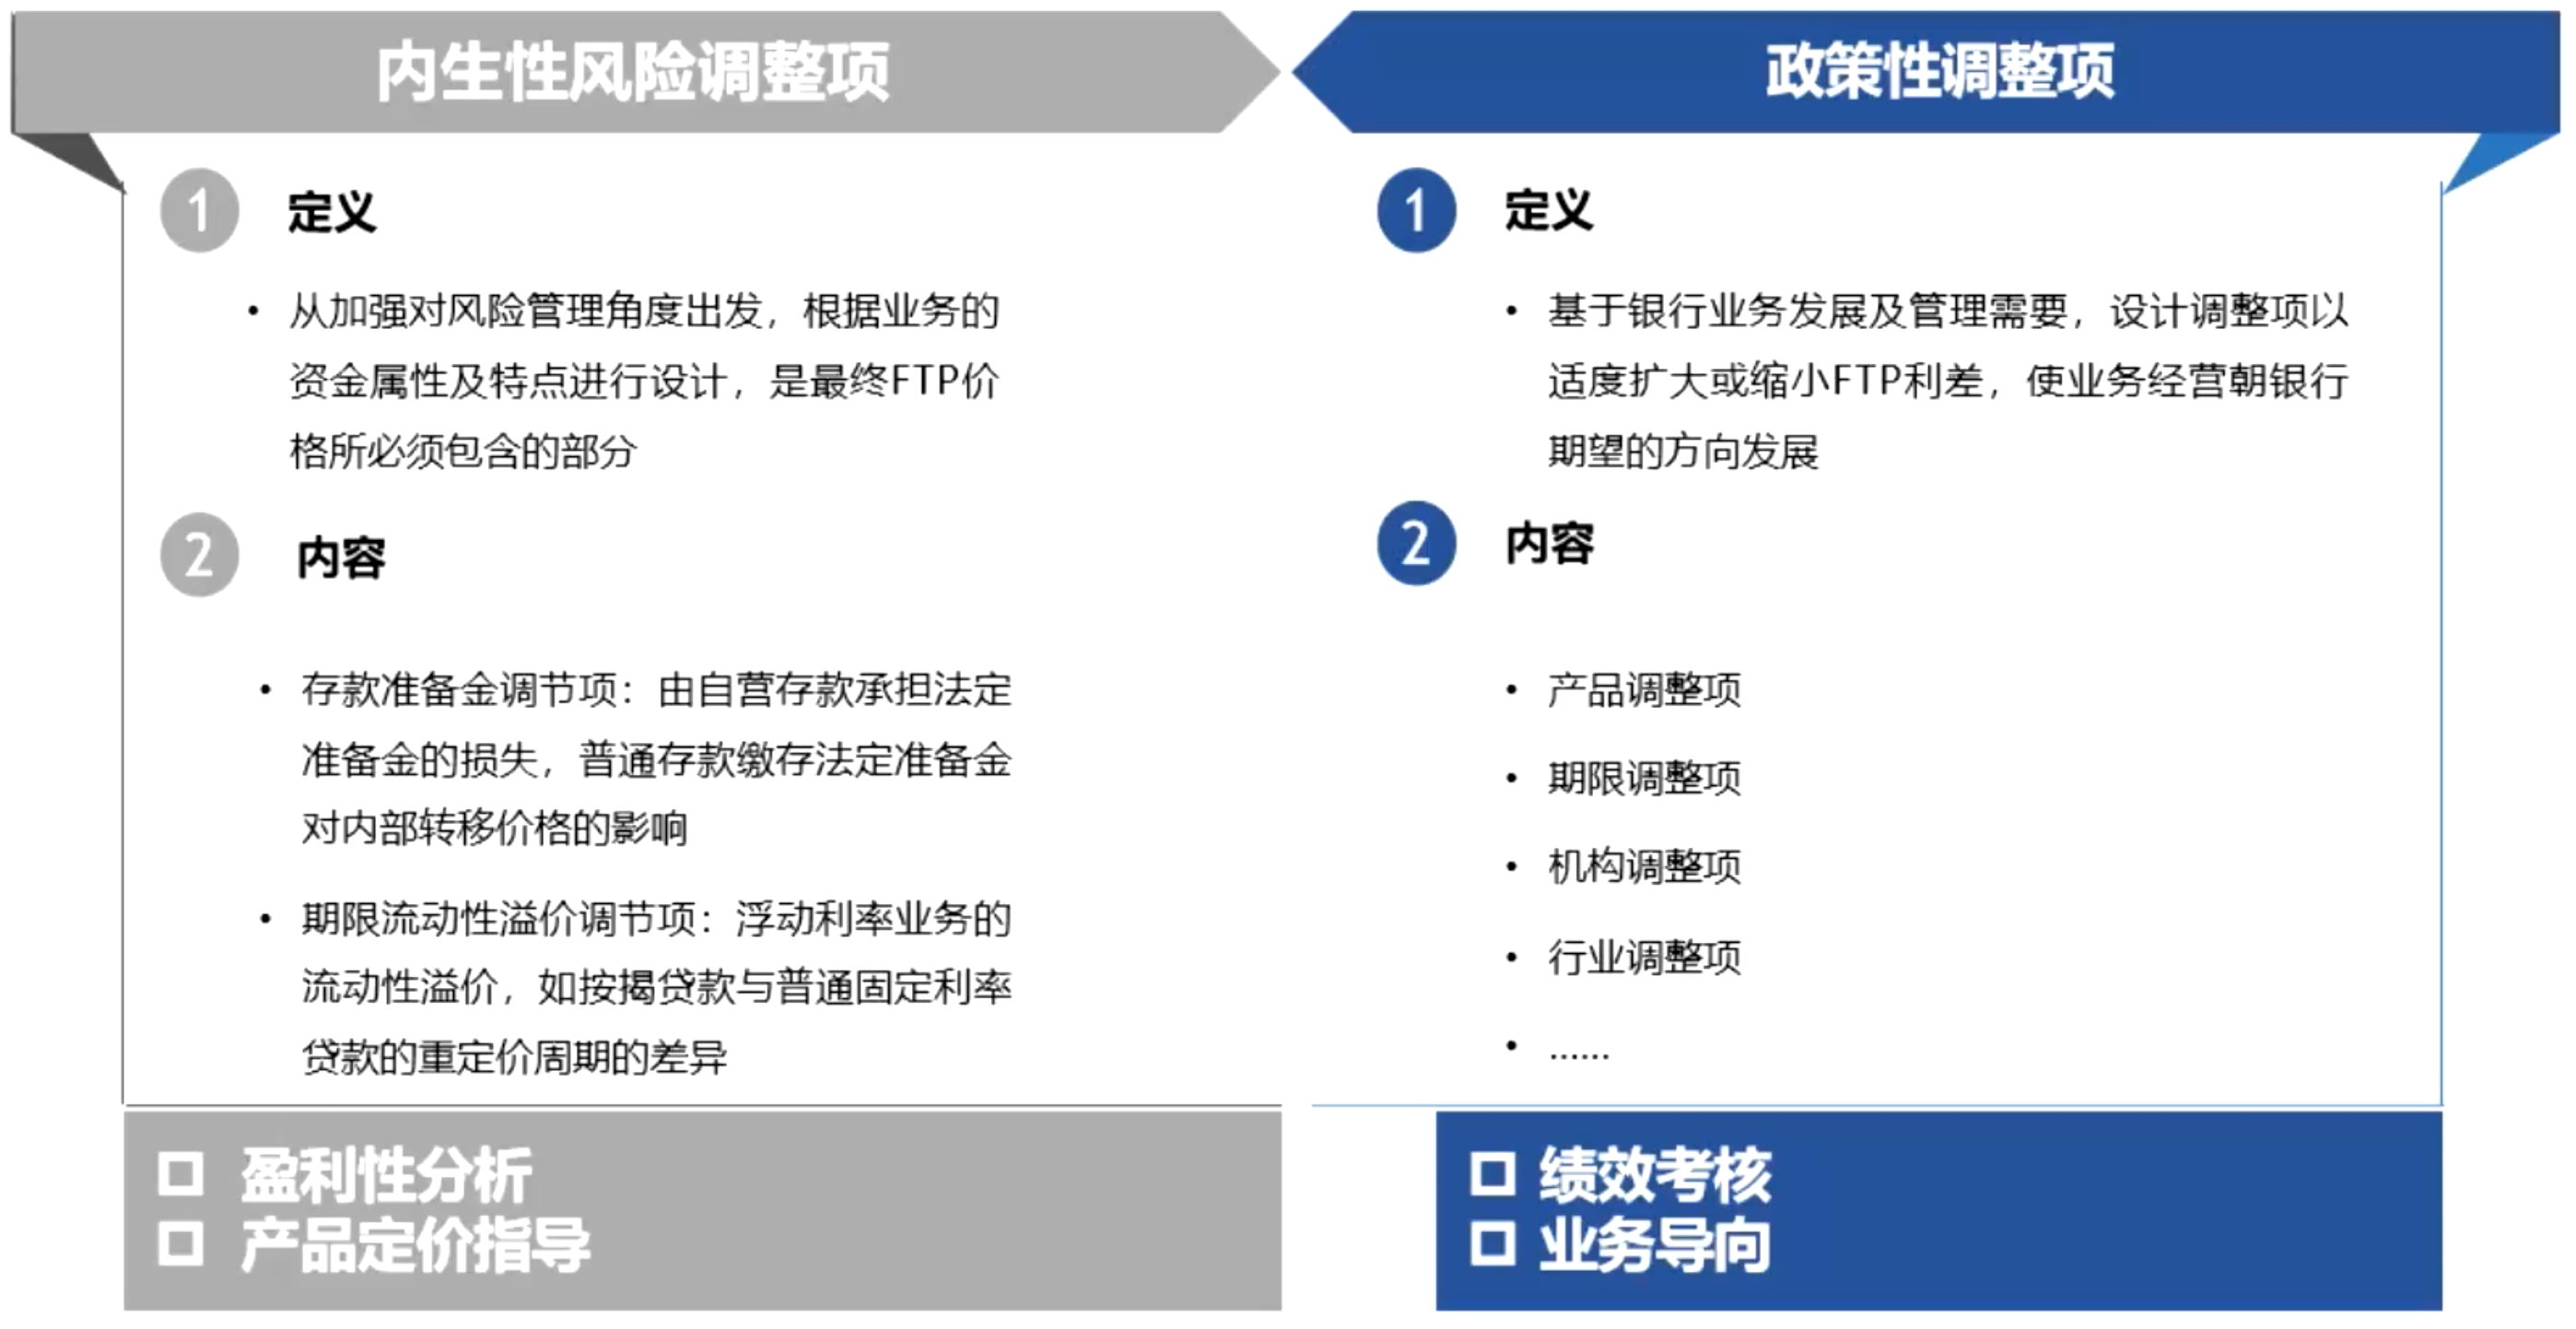 内生性风险调整项
1 定义
• 从加强对风险管理角度出发，根据业务的
资金属性及特点进行设计，是最终FTP价
格所必须包含的部分
2 内容
• 存款准备金调节项：由自营存款承担法定
准备金的损失，普通存款缴存法定准备金
对内部转移价格的影响
• 期限流动性溢价调节项：浮动利率业务的
流动性溢价，如按揭贷款与普通固定利率
贷款的重定价周期的差异
盈利性分析
产品定价指导
政策性调整项
1 定义
• 基于银行业务发展及管理需要，设计调整项以
适度扩大或缩小FTP利差，使业务经营朝银行
期望的方向发展
2 内容
• 产品调整项
• 期限调整项
• 机构调整项
• 行业调整项
• ......
绩效考核
业务导向